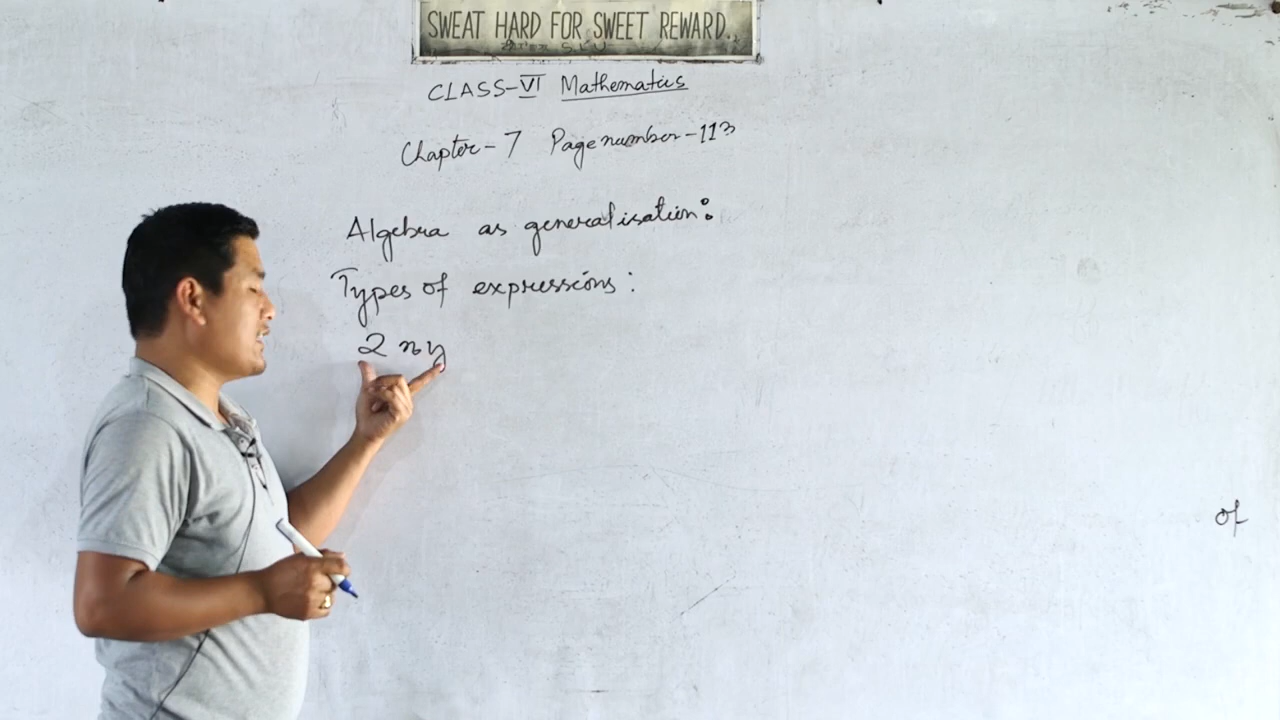 SWEAT HARD FOR SWEET REWARD..
CLASS-VI Mathematics
Chapter-7 Page number-113
Algebra as generalisation:
Types of expressions:
2xy
of